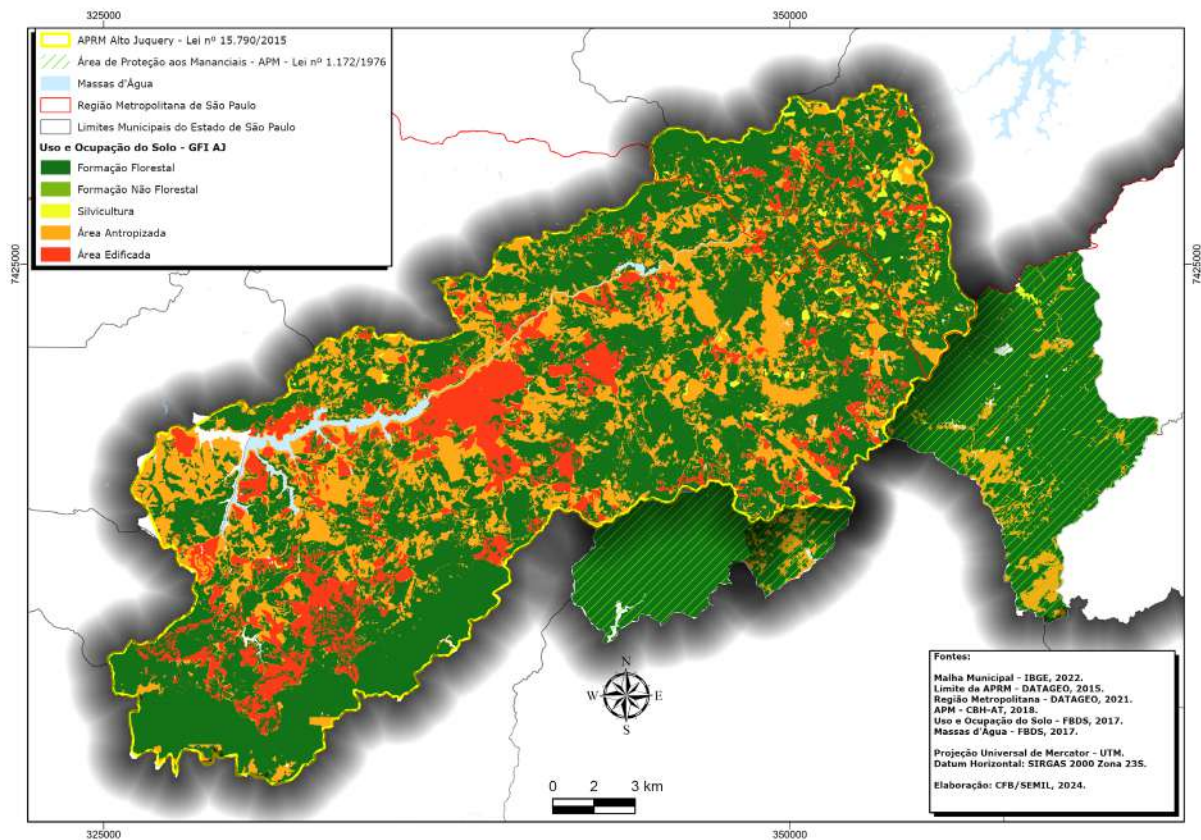 325000
350000
APRM Alto Juquery - Lei nº 15.790/2015
Área de Proteção aos Mananciais - APM - Lei nº 1.172/1976
Massas d'Água
Região Metropolitana de São Paulo
Limites Municipais do Estado de São Paulo
Uso e Ocupação do Solo - GFI AJ
Formação Florestal
Formação Não Florestal
Silvicultura
Área Antropizada
Área Edificada
7425000
7425000
N
W
E
S
0
2
3 km
Fontes:
Malha Municipal - IBGE, 2022.
Limite da APRM - DATAGEO, 2015.
Região Metropolitana - DATAGEO, 2021.
APM - CBH-AT, 2018.
Uso e Ocupação do Solo - FBDS, 2017.
Massas d'Água - FBDS, 2017.
Projeção Universal de Mercator - UTM.
Datum Horizontal: SIRGAS 2000 Zona 23S.
Elaboração: CFB/SEMIL, 2024.
325000
350000